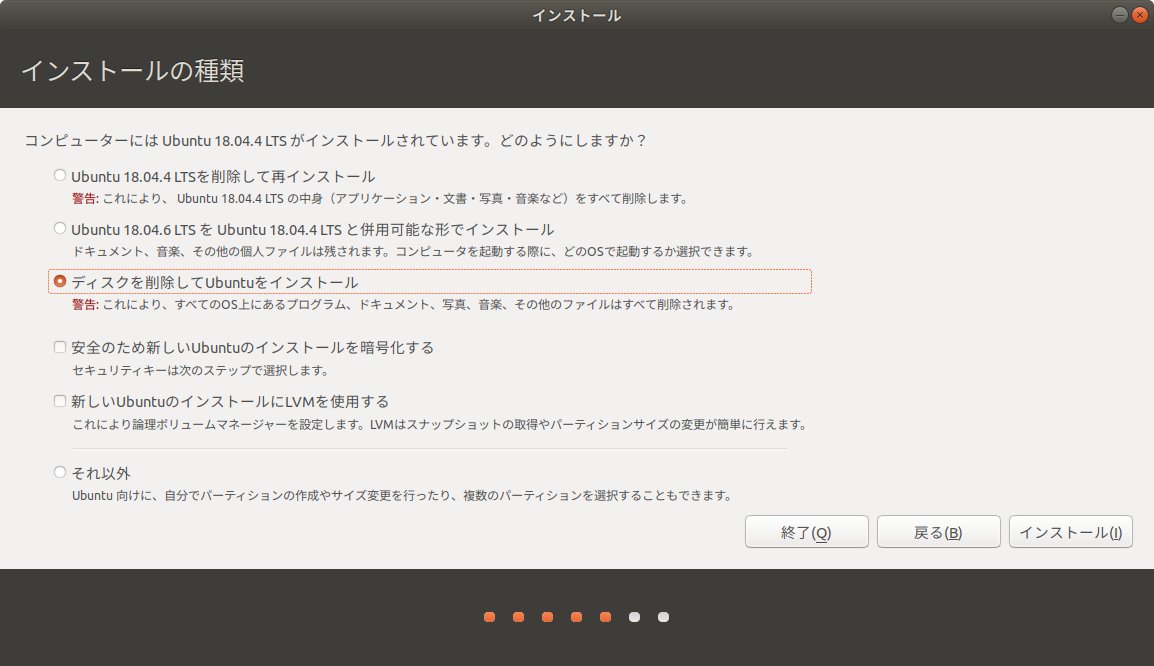 インストール
インストールの種類
コンピューターには Ubuntu 18.04.4 LTS がインストールされています。どのようにしますか？
Ubuntu 18.04.4 LTSを削除して再インストール
警告: これにより、 Ubuntu 18.04.4 LTS の中身（アプリケーション・文書・写真・音楽など）をすべて削除します。
Ubuntu 18.04.6 LTS を Ubuntu 18.04.4 LTS と併用可能な形でインストール
ドキュメント、音楽、その他の個人ファイルは残されます。コンピュータを起動する際に、どのOSで起動するか選択できます。
ディスクを削除してUbuntuをインストール
警告: これにより、すべてのOS上にあるプログラム、ドキュメント、写真、音楽、その他のファイルはすべて削除されます。
安全のため新しいUbuntuのインストールを暗号化する
セキュリティキーは次のステップで選択します。
新しいUbuntuのインストールにLVMを使用する
これにより論理ボリュームマネージャーを設定します。LVMはスナップショットの取得やパーティションサイズの変更が簡単に行えます。
それ以外
Ubuntu 向けに、自分でパーティションの作成やサイズ変更を行ったり、複数のパーティションを選択することもできます。
終了(Q) 戻る(B) インストール(I)